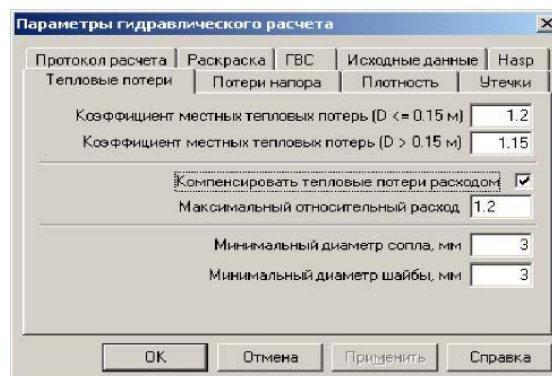 Параметры гидравлического расчета
Протокол расчета Раскраска ГВС Исходные данные Hasp
Тепловые потери Потери напора Плотность Утечки
Коэффициент местных тепловых потерь (D <= 0.15 м) 1.2
Коэффициент местных тепловых потерь (D > 0.15 м) 1.15
Компенсировать тепловые потери расходом
Максимальный относительный расход 1.2
Минимальный диаметр сопла, мм 3
Минимальный диаметр шайбы, мм 3
OK Отмена Применить Справка